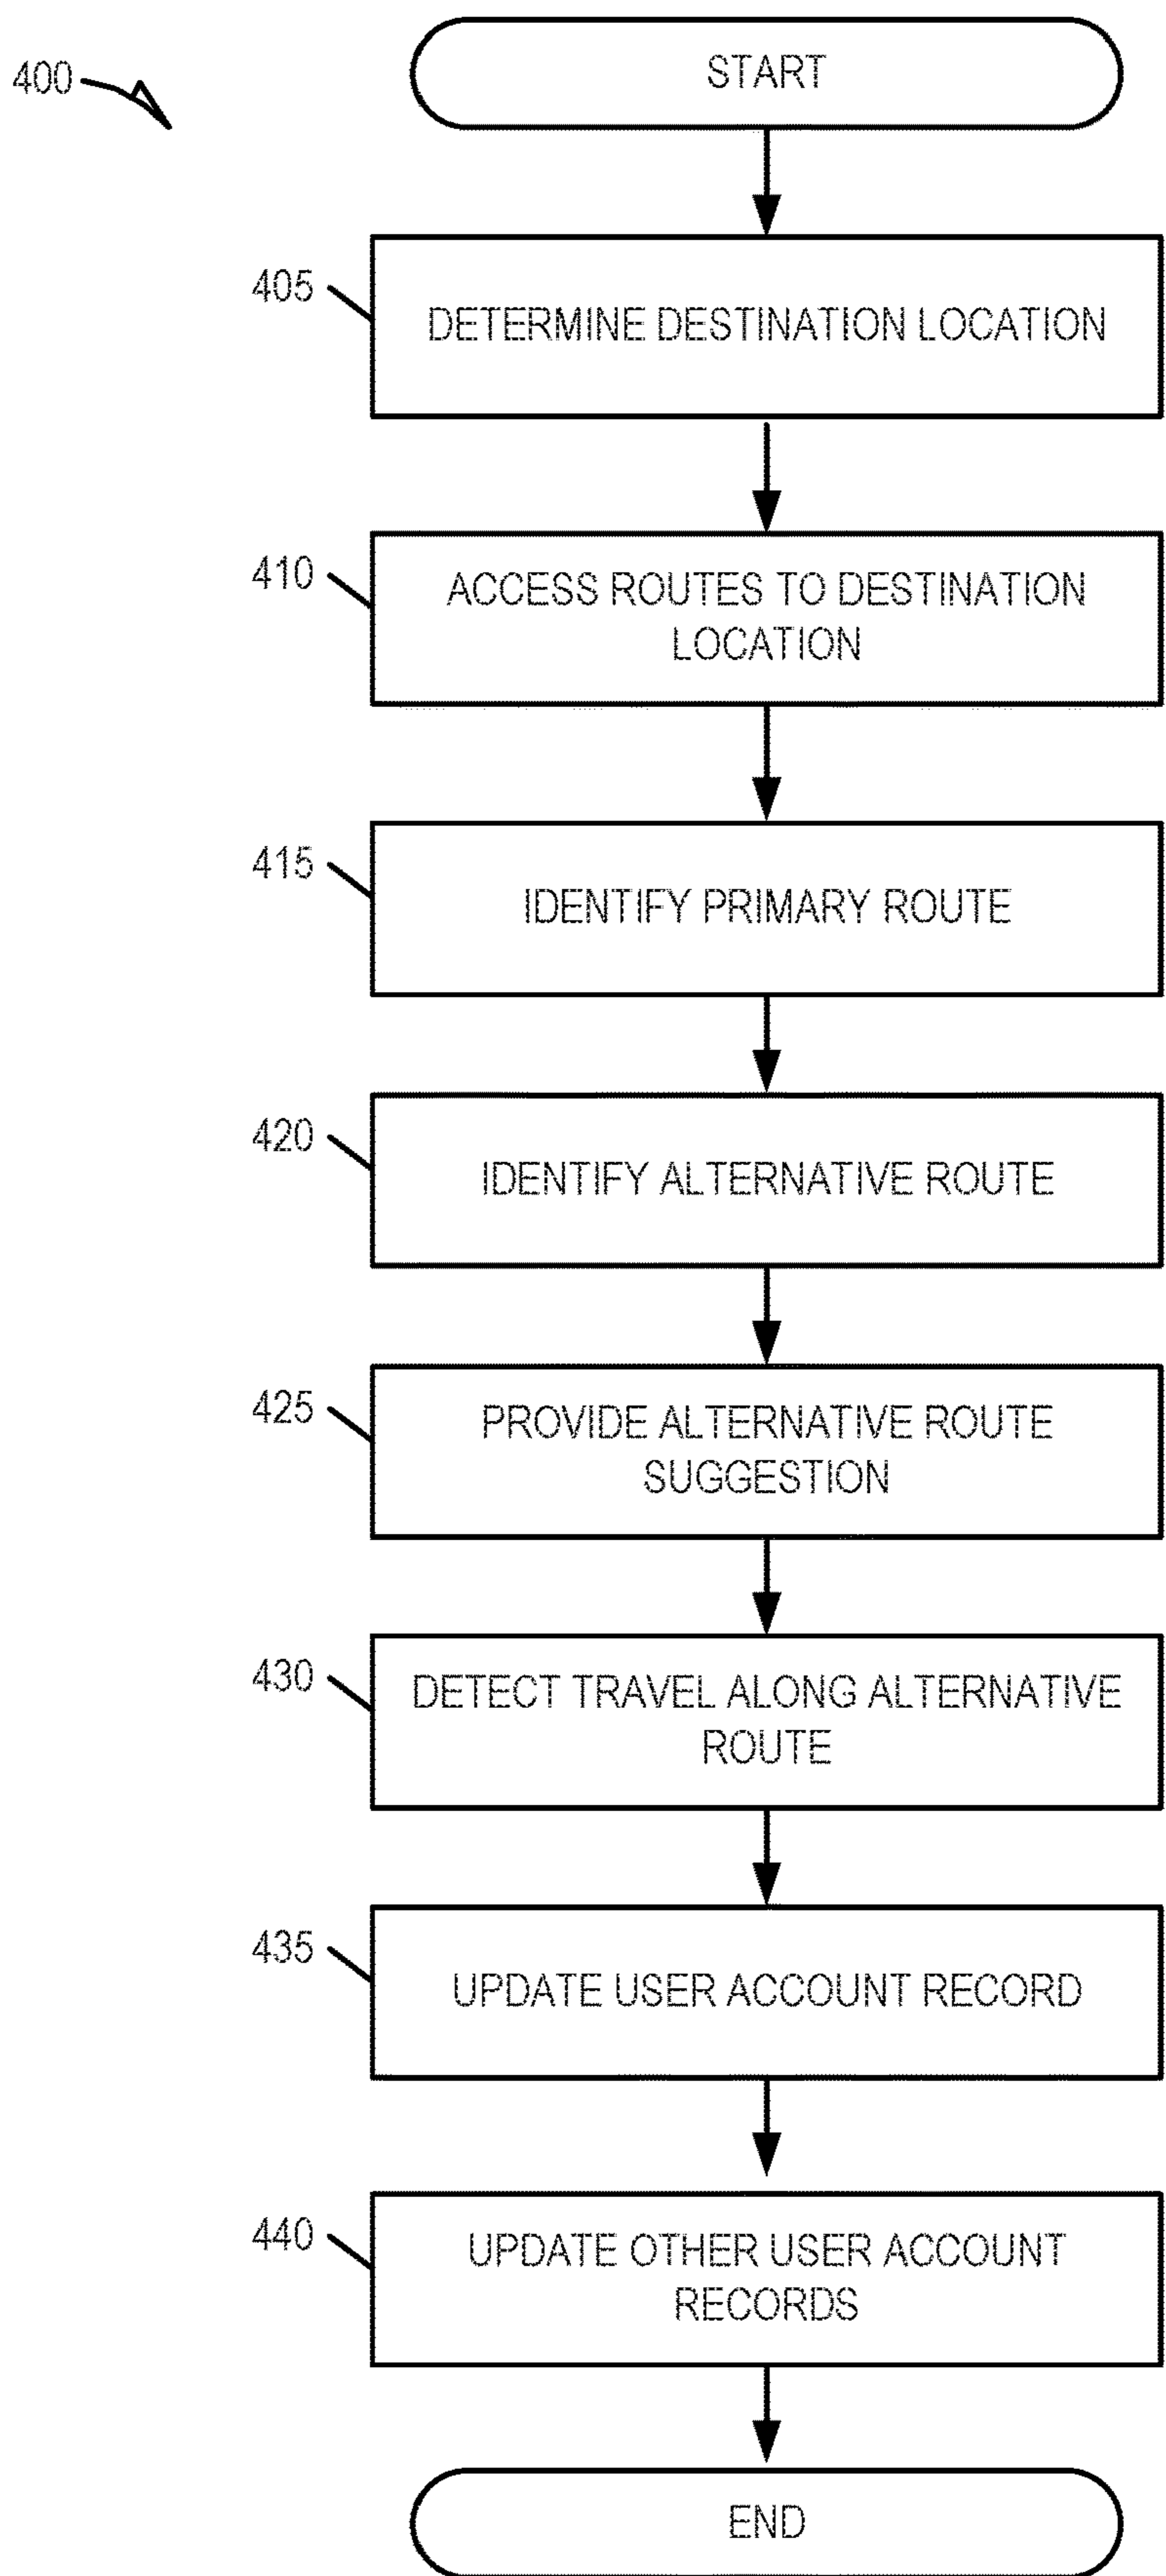 400
START
405
DETERMINE DESTINATION LOCATION
410
ACCESS ROUTES TO DESTINATION
LOCATION
415
IDENTIFY PRIMARY ROUTE
420
IDENTIFY ALTERNATIVE ROUTE
425
PROVIDE ALTERNATIVE ROUTE
SUGGESTION
430
DETECT TRAVEL ALONG ALTERNATIVE
ROUTE
435
UPDATE USER ACCOUNT RECORD
440
UPDATE OTHER USER ACCOUNT
RECORDS
END